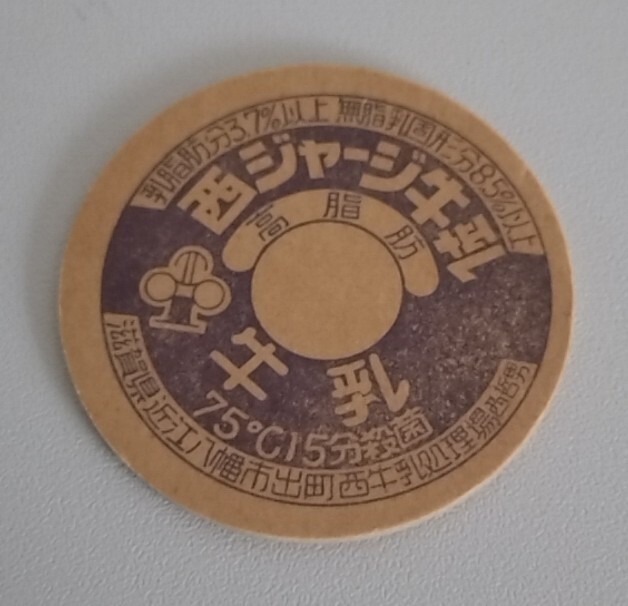 乳脂肪分3.7%以上 無脂乳固形分8.5%以上
西ジャージー牛乳
高脂肪
牛乳
75℃15分殺菌
滋賀県近江八幡市出町西牛乳処理場西